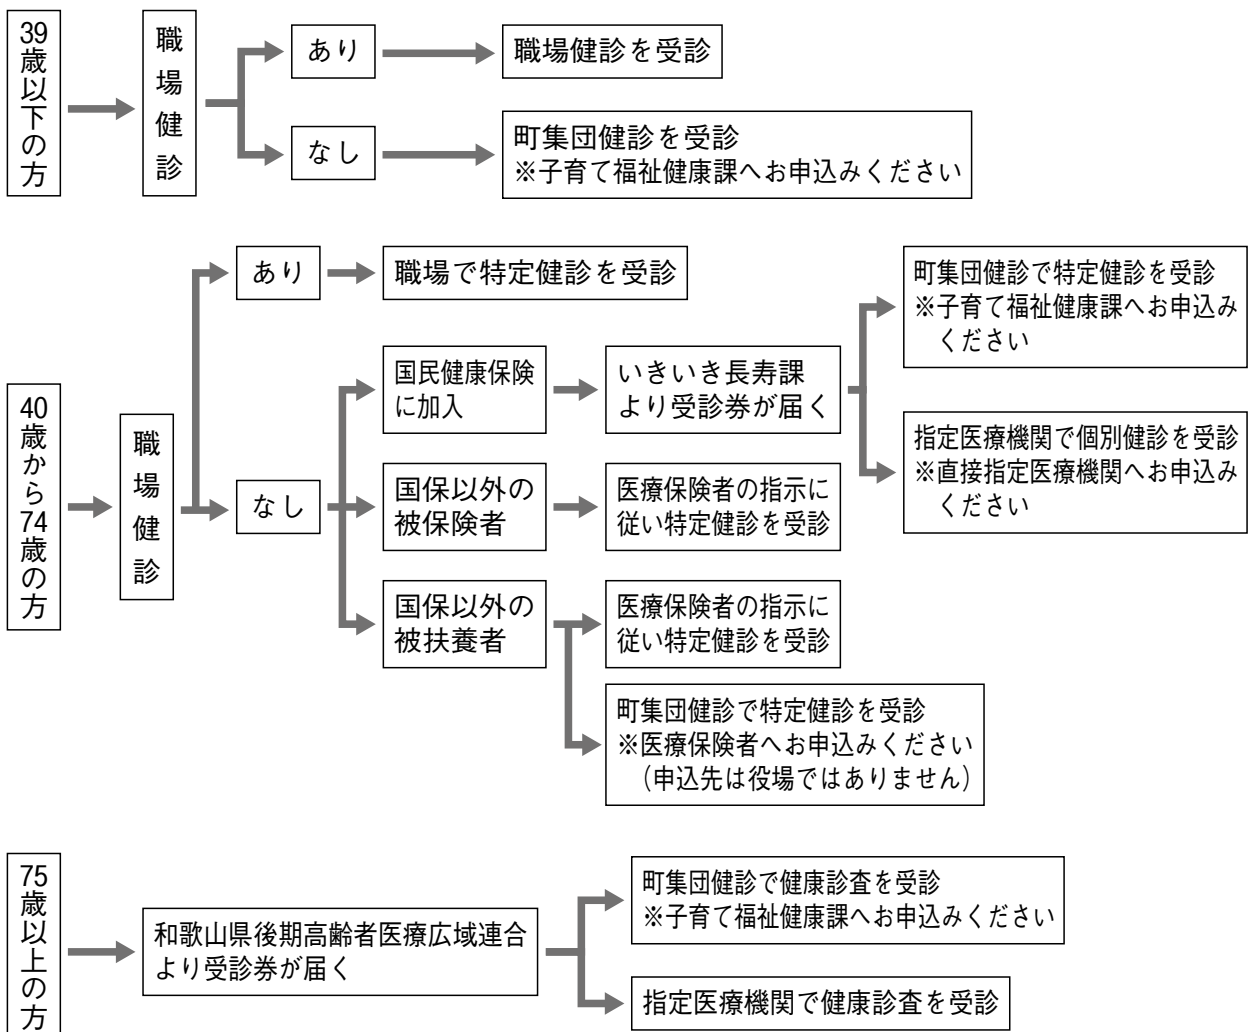 39歳以下の方
職場健診
あり
職場健診を受診
なし
町集団健診を受診
※子育て福祉健康課へお申込みください
40歳から74歳の方
職場健診
あり
職場で特定健診を受診
なし
国民健康保険
に加入
いきいき長寿課
より受診券が届く
町集団健診で特定健診を受診
※子育て福祉健康課へお申込み
ください
指定医療機関で個別健診を受診
※直接指定医療機関へお申込み
ください
国保以外の
被保険者
医療保険者の指示に
従い特定健診を受診
国保以外の
被扶養者
医療保険者の指示に
従い特定健診を受診
町集団健診で特定健診を受診
※医療保険者へお申込みください
（申込先は役場ではありません）
75歳以上の方
和歌山県後期高齢者医療広域連合
より受診券が届く
町集団健診で健康診査を受診
※子育て福祉健康課へお申込みください
指定医療機関で健康診査を受診